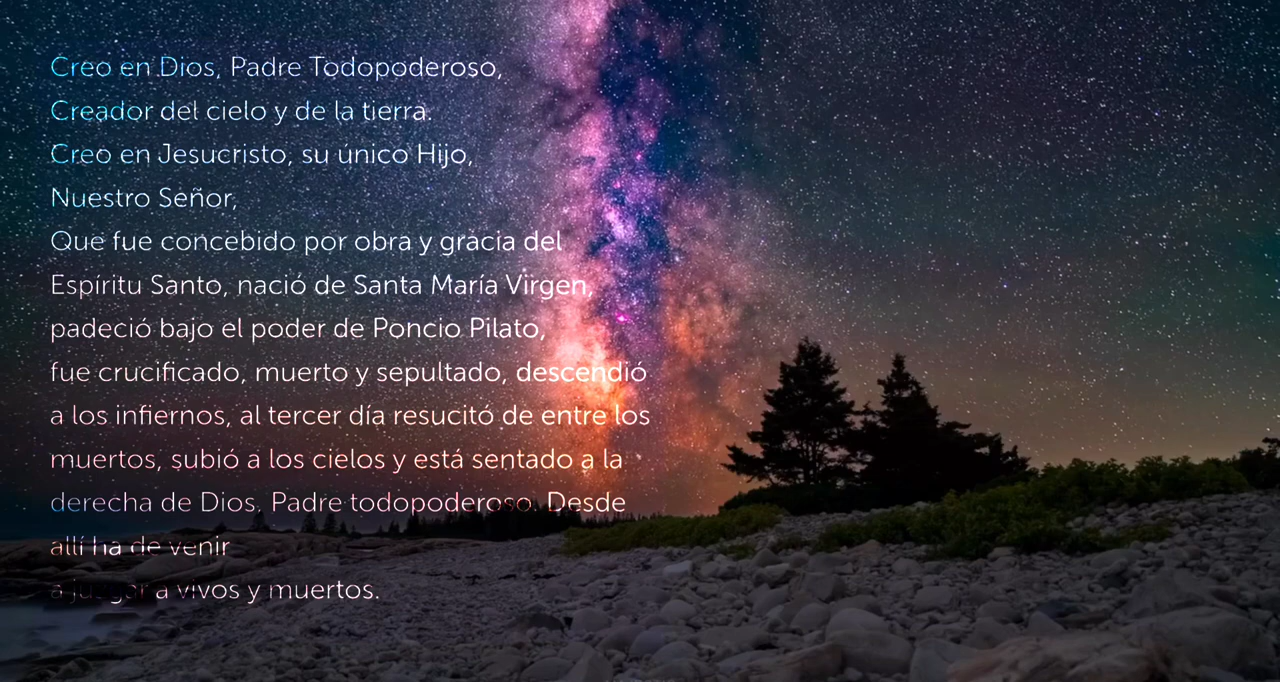 Creo en Dios, Padre Todopoderoso,
Creador del cielo y de la tierra.
Creo en Jesucristo, su único Hijo,
Nuestro Señor,
Que fue concebido por obra y gracia del
Espíritu Santo, nació de Santa María Virgen,
padeció bajo el poder de Poncio Pilato,
fue crucificado, muerto y sepultado, descendió
a los infiernos, al tercer día resucitó de entre los
muertos, subió a los cielos y está sentado a la
derecha de Dios. Padre todopoderoso. Desde
allí ha de venir
a juzgar a vivos y muertos.